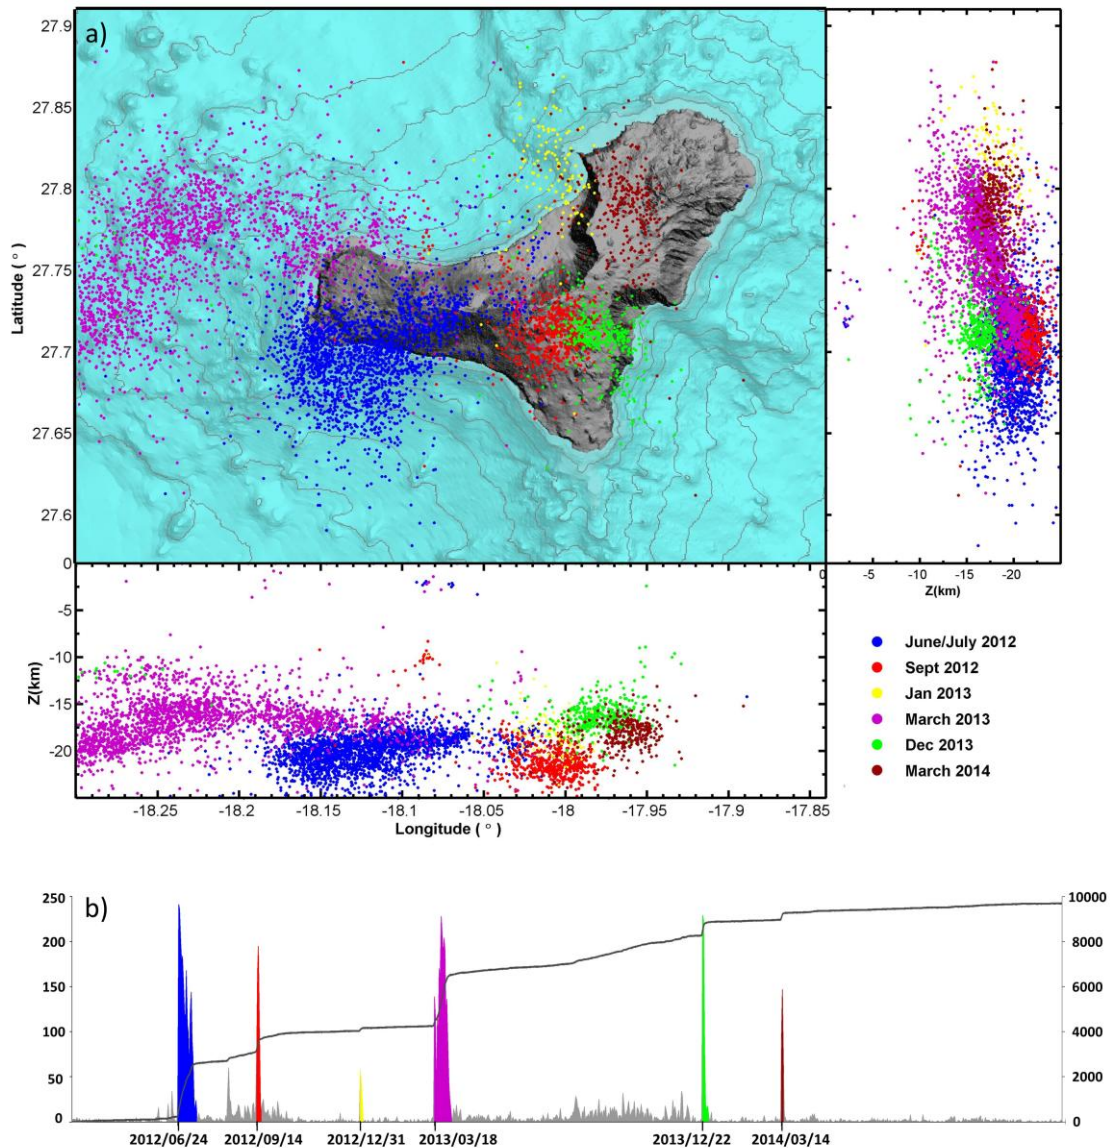 a)
27.9
27.85
27.8
27.75
27.7
27.65
27.6
0
Latitude ( ° )
0 -5 -10 -15 -20
Z(km)
-5
-10
-15
-20
Z(km)
-18.25 -18.2 -18.15 -18.1 -18.05 -18 -17.95 -17.9 -17.85
Longitude ( ° )
June/July 2012
Sept 2012
Jan 2013
March 2013
Dec 2013
March 2014
b)
250 10000
200 8000
150 6000
100 4000
50 2000
0 0
2012/06/24 2012/09/14 2012/12/31 2013/03/18 2013/12/22 2014/03/14